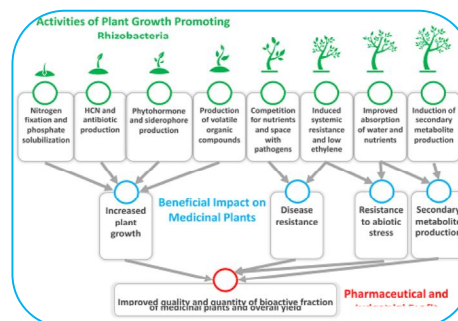 Activities of Plant Growth Promoting
Rhizobacteria
Nitrogen
fixation and
phosphate
solubilization
HCN and
antibiotic
production
Phytohormone
and siderophore
production
Production
of volatile
organic
compounds
Competition
for nutrients
and space
with
pathogens
Induced
systemic
resistance
and low
ethylene
Improved
absorption
of water and
nutrients
Induction of
secondary
metabolite
production
Beneficial Impact on
Medicinal Plants
Increased
plant
growth
Disease
resistance
Resistance
to abiotic
stress
Secondary
metabolite
production
Pharmaceutical and
Improved quality and quantity of bioactive fraction
of medicinal plants and overall yield